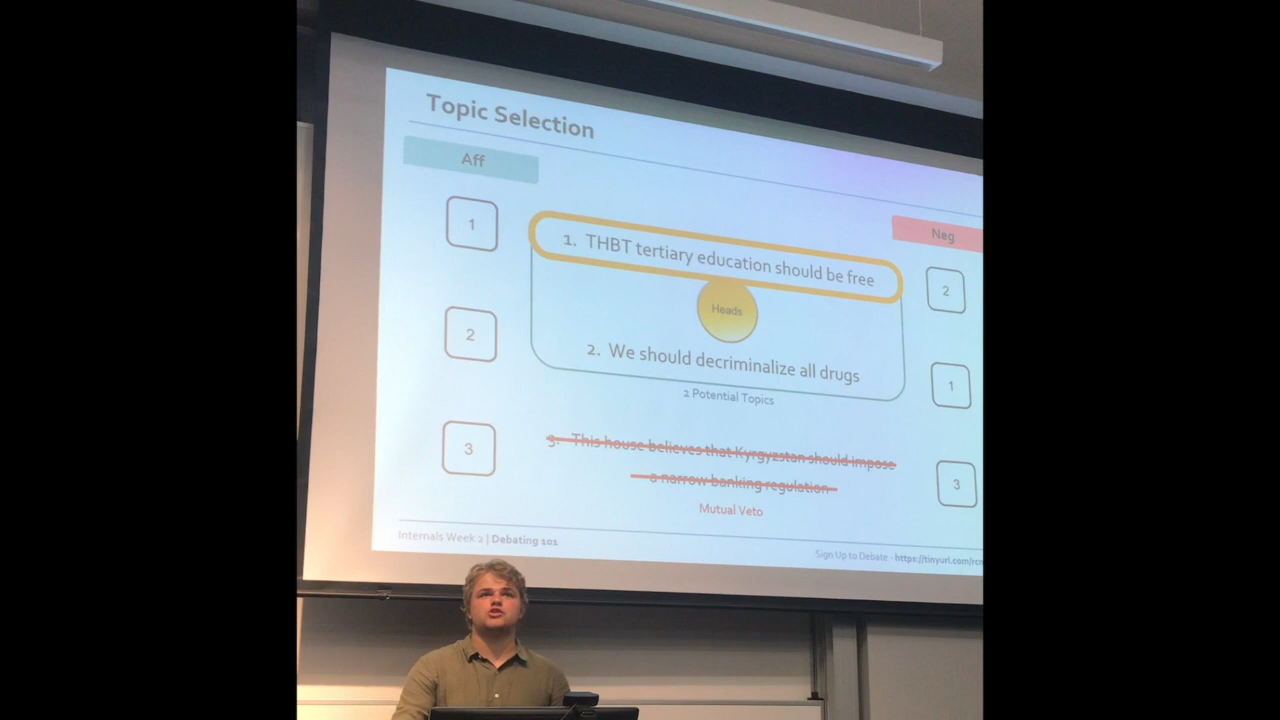 Topic Selection
Aff
Neg
1
1. THBT tertiary education should be free
2
Heads
2
2. We should decriminalize all drugs
1
2 Potential Topics
3
3. This house believes that Kyrgyzstan should impose
a narrow banking regulation
3
Mutual Veto
Internals Week 2 | Debating 101
Sign Up to Debate - https://tinyurl.com/rcn